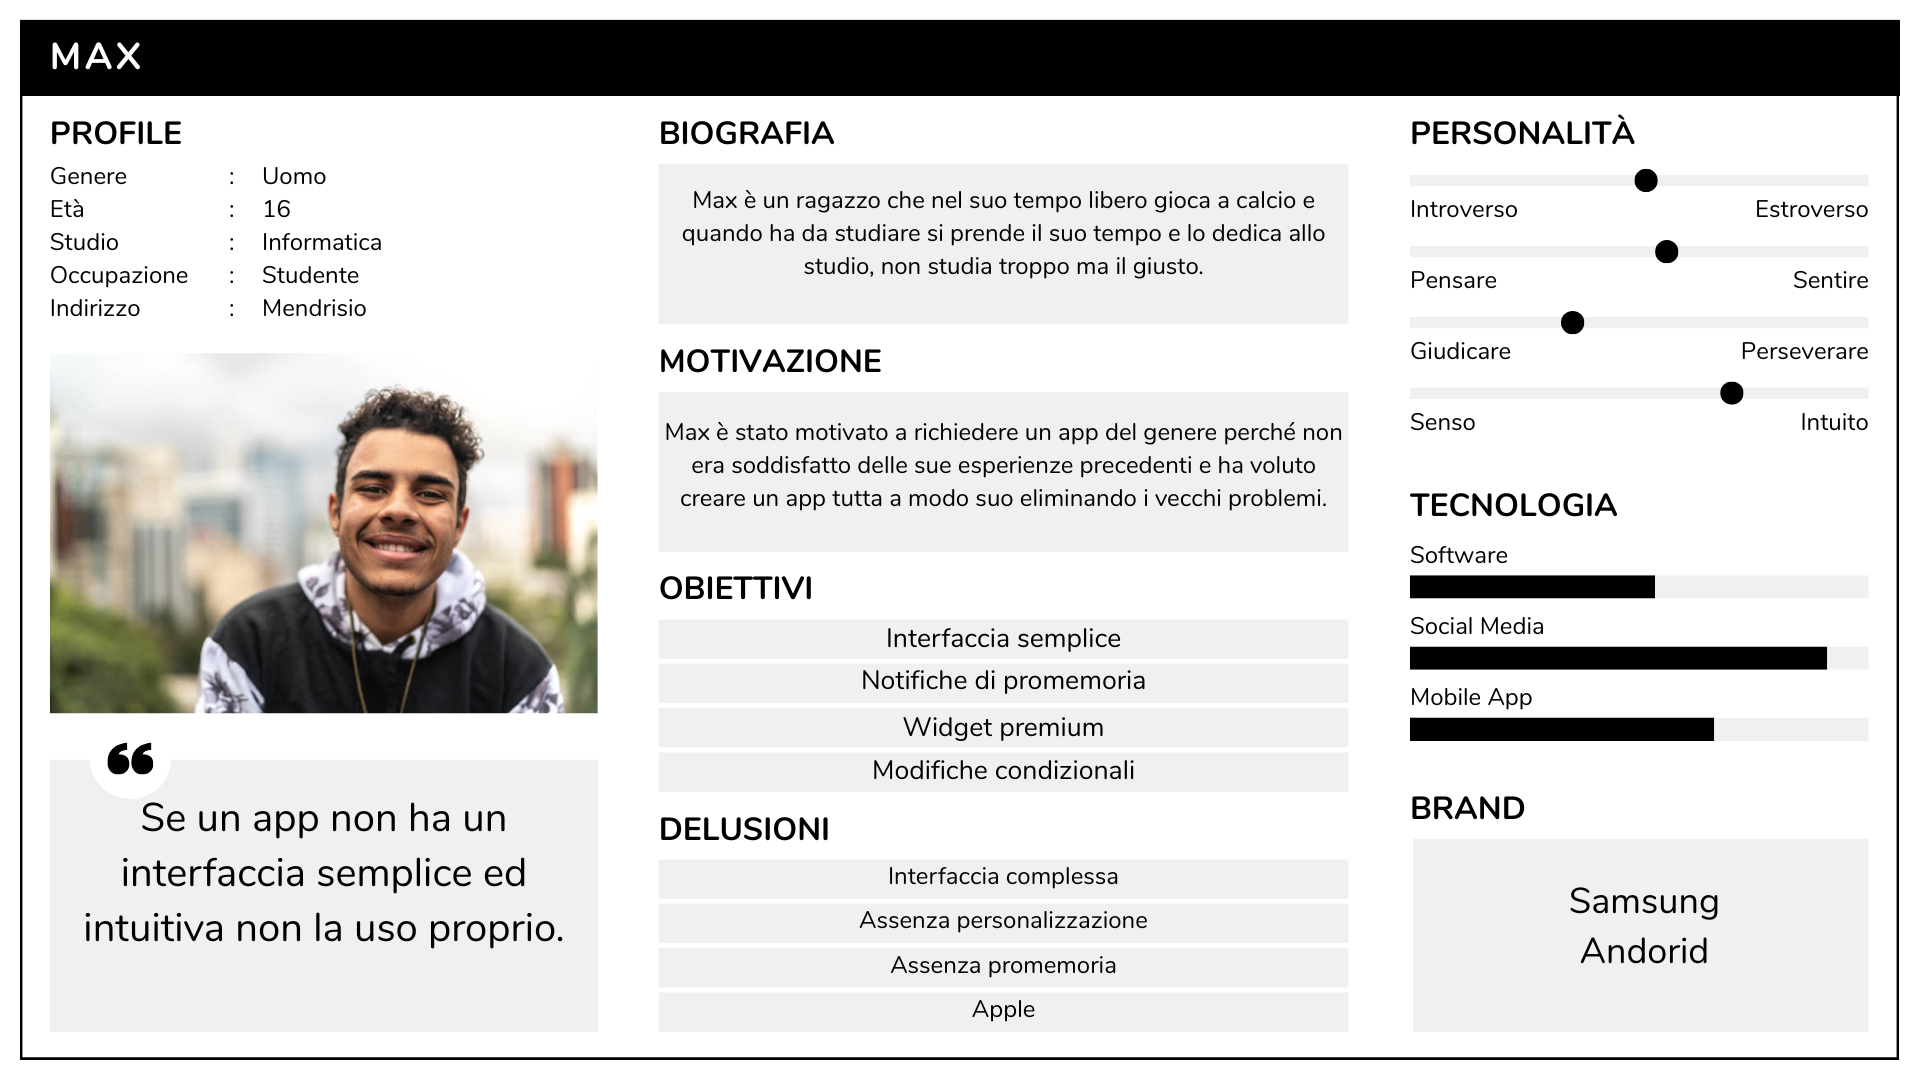 MAX
PROFILE
Genere : Uomo
Età : 16
Studio : Informatica
Occupazione : Studente
Indirizzo : Mendrisio
“
Se un app non ha un
interfaccia semplice ed
intuitiva non la uso proprio.
BIOGRAFIA
Max è un ragazzo che nel suo tempo libero gioca a calcio e
quando ha da studiare si prende il suo tempo e lo dedica allo
studio, non studia troppo ma il giusto.
MOTIVAZIONE
Max è stato motivato a richiedere un app del genere perché non
era soddisfatto delle sue esperienze precedenti e ha voluto
creare un app tutta a modo suo eliminando i vecchi problemi.
OBIETTIVI
Interfaccia semplice
Notifiche di promemoria
Widget premium
Modifiche condizionali
DELUSIONI
Interfaccia complessa
Assenza personalizzazione
Assenza promemoria
Apple
PERSONALITÀ
Introverso Estroverso
Pensare Sentire
Giudicare Perseverare
Senso Intuito
TECNOLOGIA
Software
Social Media
Mobile App
BRAND
Samsung
Andorid